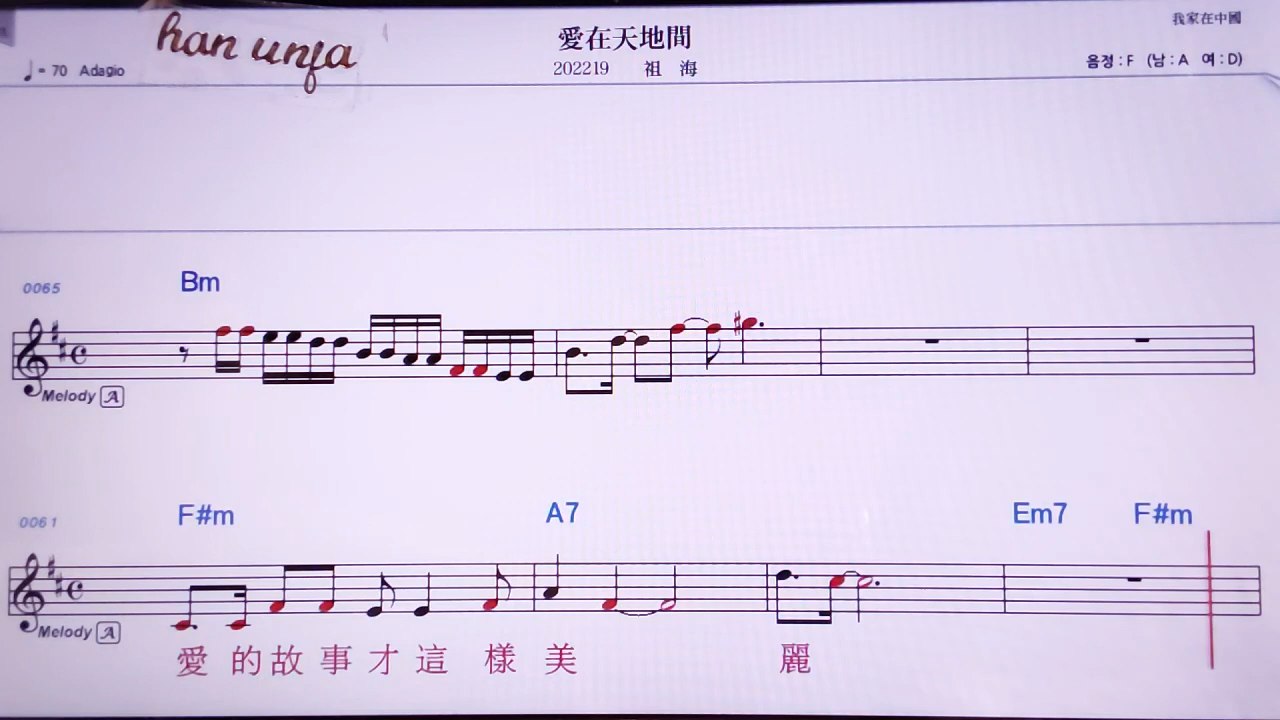 han unfa
愛在天地間
我家在中國
♩= 70 Adagio
202219 祖 海
음정 : F (남 : A 여 : D)
0065
Bm
Melody A
0061
F#m A7 Em7 F#m
Melody A
愛 的 故 事 才 這 樣 美 麗